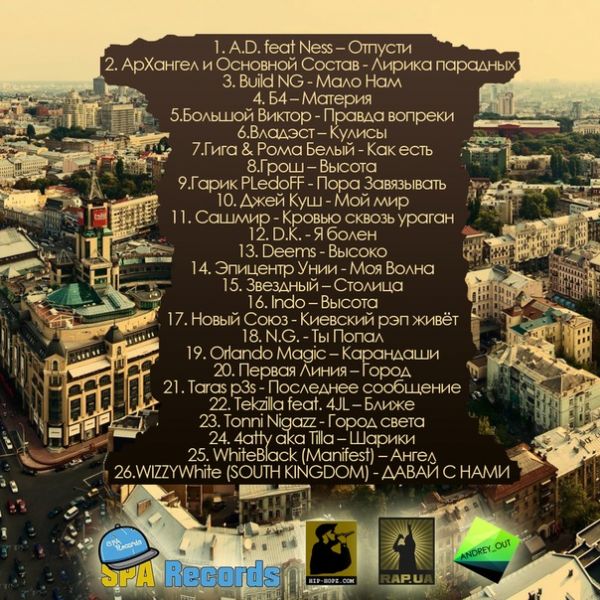 1. A.D. feat Ness – Отпусти
2. АрХангел и Основной Состав - Лирика парадных
3. Build NG - Мало Нам
4. Б4 – Материя
5.Большой Виктор - Правда вопреки
6.Владэст – Кулисы
7.Гига & Рома Белый - Как есть
8.Грош – Высота
9.Гарик PLedoFF - Пора Завязывать
10. Джей Куш - Мой мир
11. Сашмир - Кровью сквозь ураган
12. D.K. - Я болен
13. Deems – Высоко
14. Эпицентр Унии - Моя Волна
15. Звездный – Столица
16. Indo – Высота
17. Новый Союз - Киевский рэп живёт
18. N.G. - Ты Попал
19. Orlando Magic – Карандаши
20. Первая Линия – Город
21. Taras p3s - Последнее сообщение
22. Tekzilla feat. 4JL – Ближе
23. Tonni Nigazz - Город света
24. 4atty aka Tilla – Шарики
25. WhiteBlack (Manifest) – Ангел
26.WIZZYWhite (SOUTH KINGDOM) - ДАВАЙ С НАМИ
SPA
Records
SPA Records
HIP-HOPZ.COM
RAP.UA
ANDREY_OUT